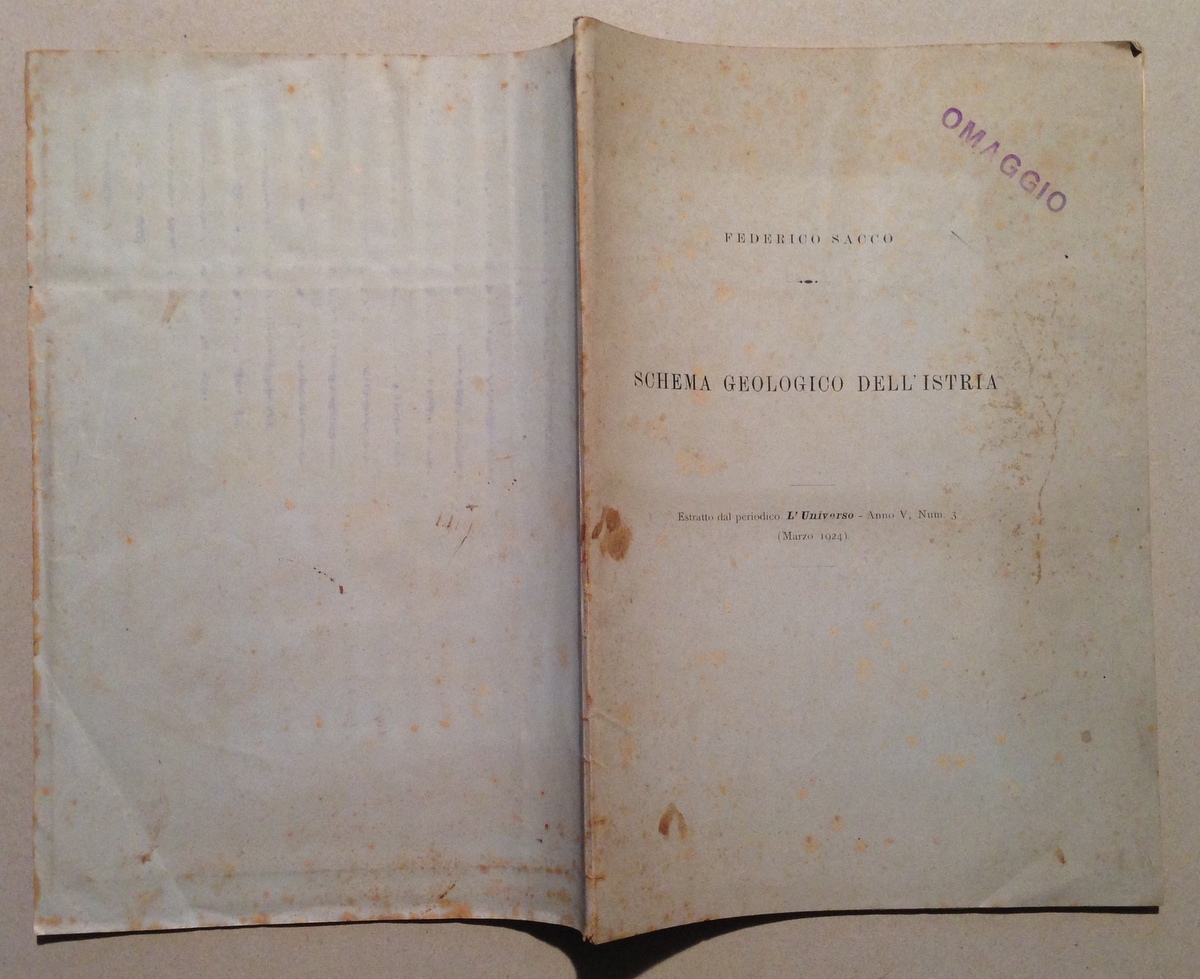 OMAGGIO
FEDERICO SACCO
SCHEMA GEOLOGICO DELL'ISTRIA
Estratto dal periodico L'Universo - Anno V, Num. 3
(Marzo 1924)